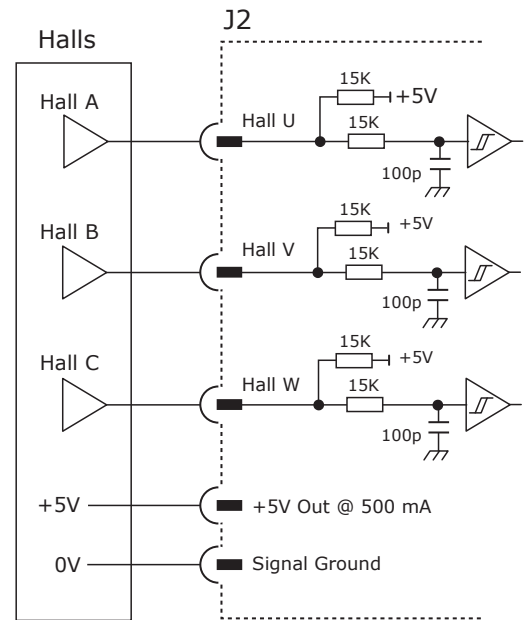 J2
Halls
Hall A
Hall U
15K
+5V
15K
100p
Hall B
Hall V
15K
+5V
15K
100p
Hall C
Hall W
15K
+5V
15K
100p
+5V
+5V Out @ 500 mA
0V
Signal Ground